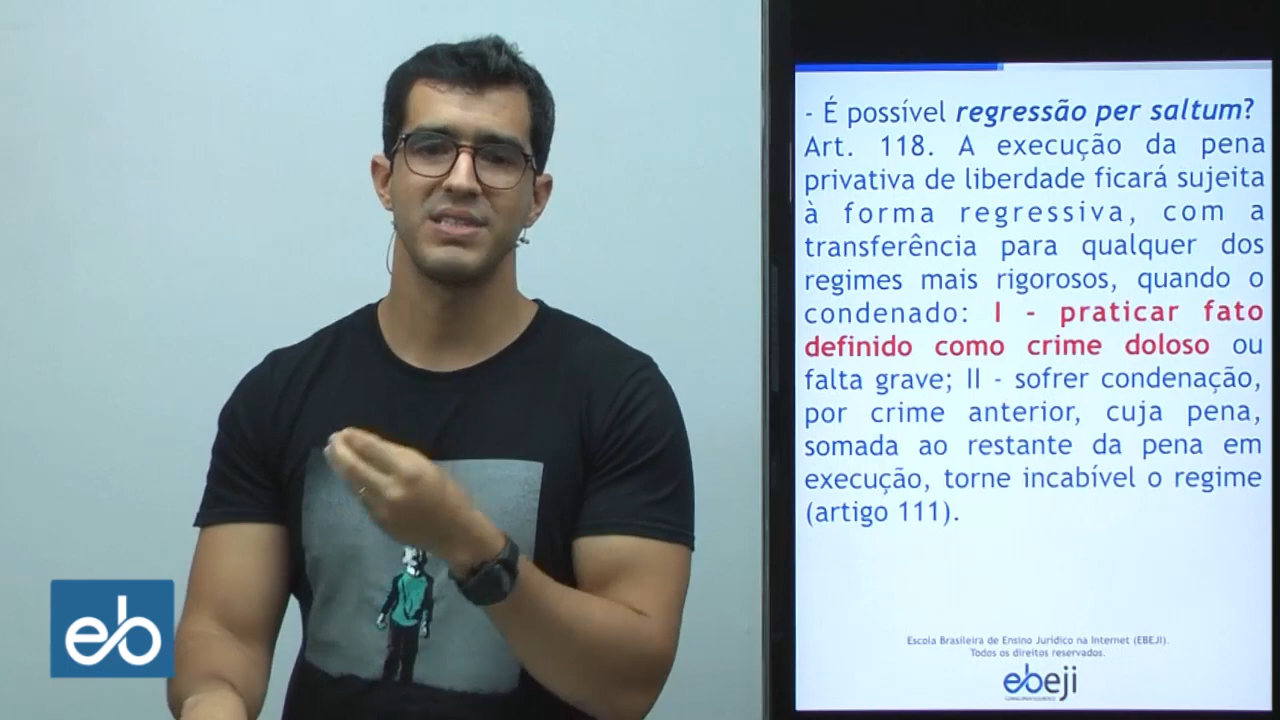 - É possível regressão per saltum?
Art. 118. A execução da pena
privativa de liberdade ficará sujeita
à forma regressiva, com a
transferência para qualquer dos
regimes mais rigorosos, quando o
condenado: I - praticar fato
definido como crime doloso ou
falta grave; II - sofrer condenação,
por crime anterior, cuja pena,
somada ao restante da pena em
execução, torne incabível o regime
(artigo 111).
Escola Brasileira de Ensino Jurídico na Internet (EBEJI).
Todos os direitos reservados.
ebeji
eb